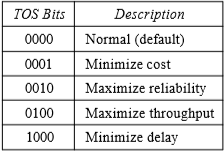 TOS Bits Description
0000 Normal (default)
0001 Minimize cost
0010 Maximize reliability
0100 Maximize throughput
1000 Minimize delay